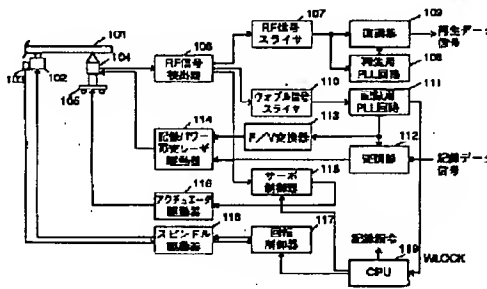 101
107
109
RF信号
スライサ
復調器
再生データ
信号
104
106
RF信号
検出器
108
再生用
PLL回路
102
103
105
110
ウォブル信号
スライサ
111
記録用
PLL回路
113
F/V変換器
114
記録パワー
可変レーザ
駆動器
112
変調器
記録データ
信号
115
サーボ
制御器
116
アクチュエータ
駆動器
118
スピンドル
駆動器
117
回転
制御器
記録指令
119
CPU
WLOCK